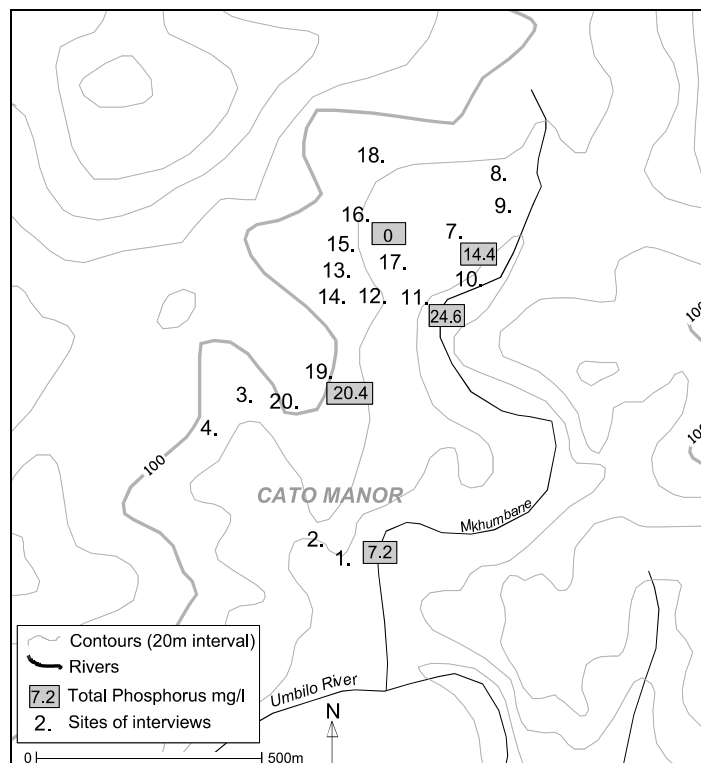 18.
8.
9.
16.
0
7.
15.
14.4
17.
13.
10.
14.
12.
11.
24.6
100
19.
3.
20.
20.4
4.
100
100
CATO MANOR
Mkhumbane
2.
1.
7.2
Contours (20m interval)
Rivers
7.2 Total Phosphorus mg/l
2. Sites of interviews
Umbilo River
N
0 500m